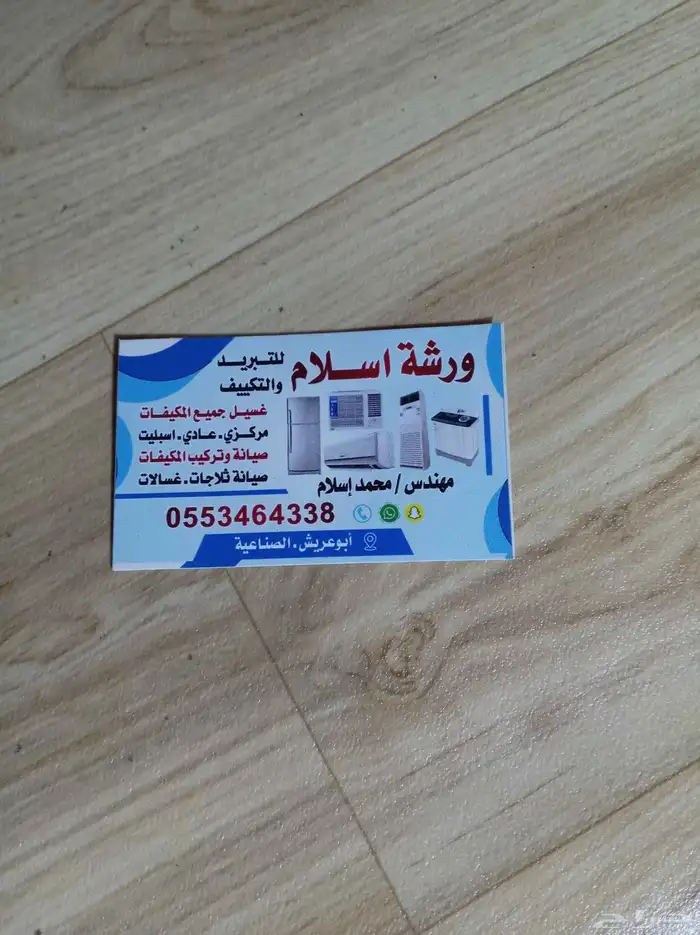 ورشة اسلام
للتبريد
والتكييف
غسيل جميع المكيفات
مركزي . عادي . اسبليت
صيانة وتركيب المكيفات
صيانة ثلاجات . غسالات
مهندس / محمد إسلام
0553464338
أبوعريش . الصناعية